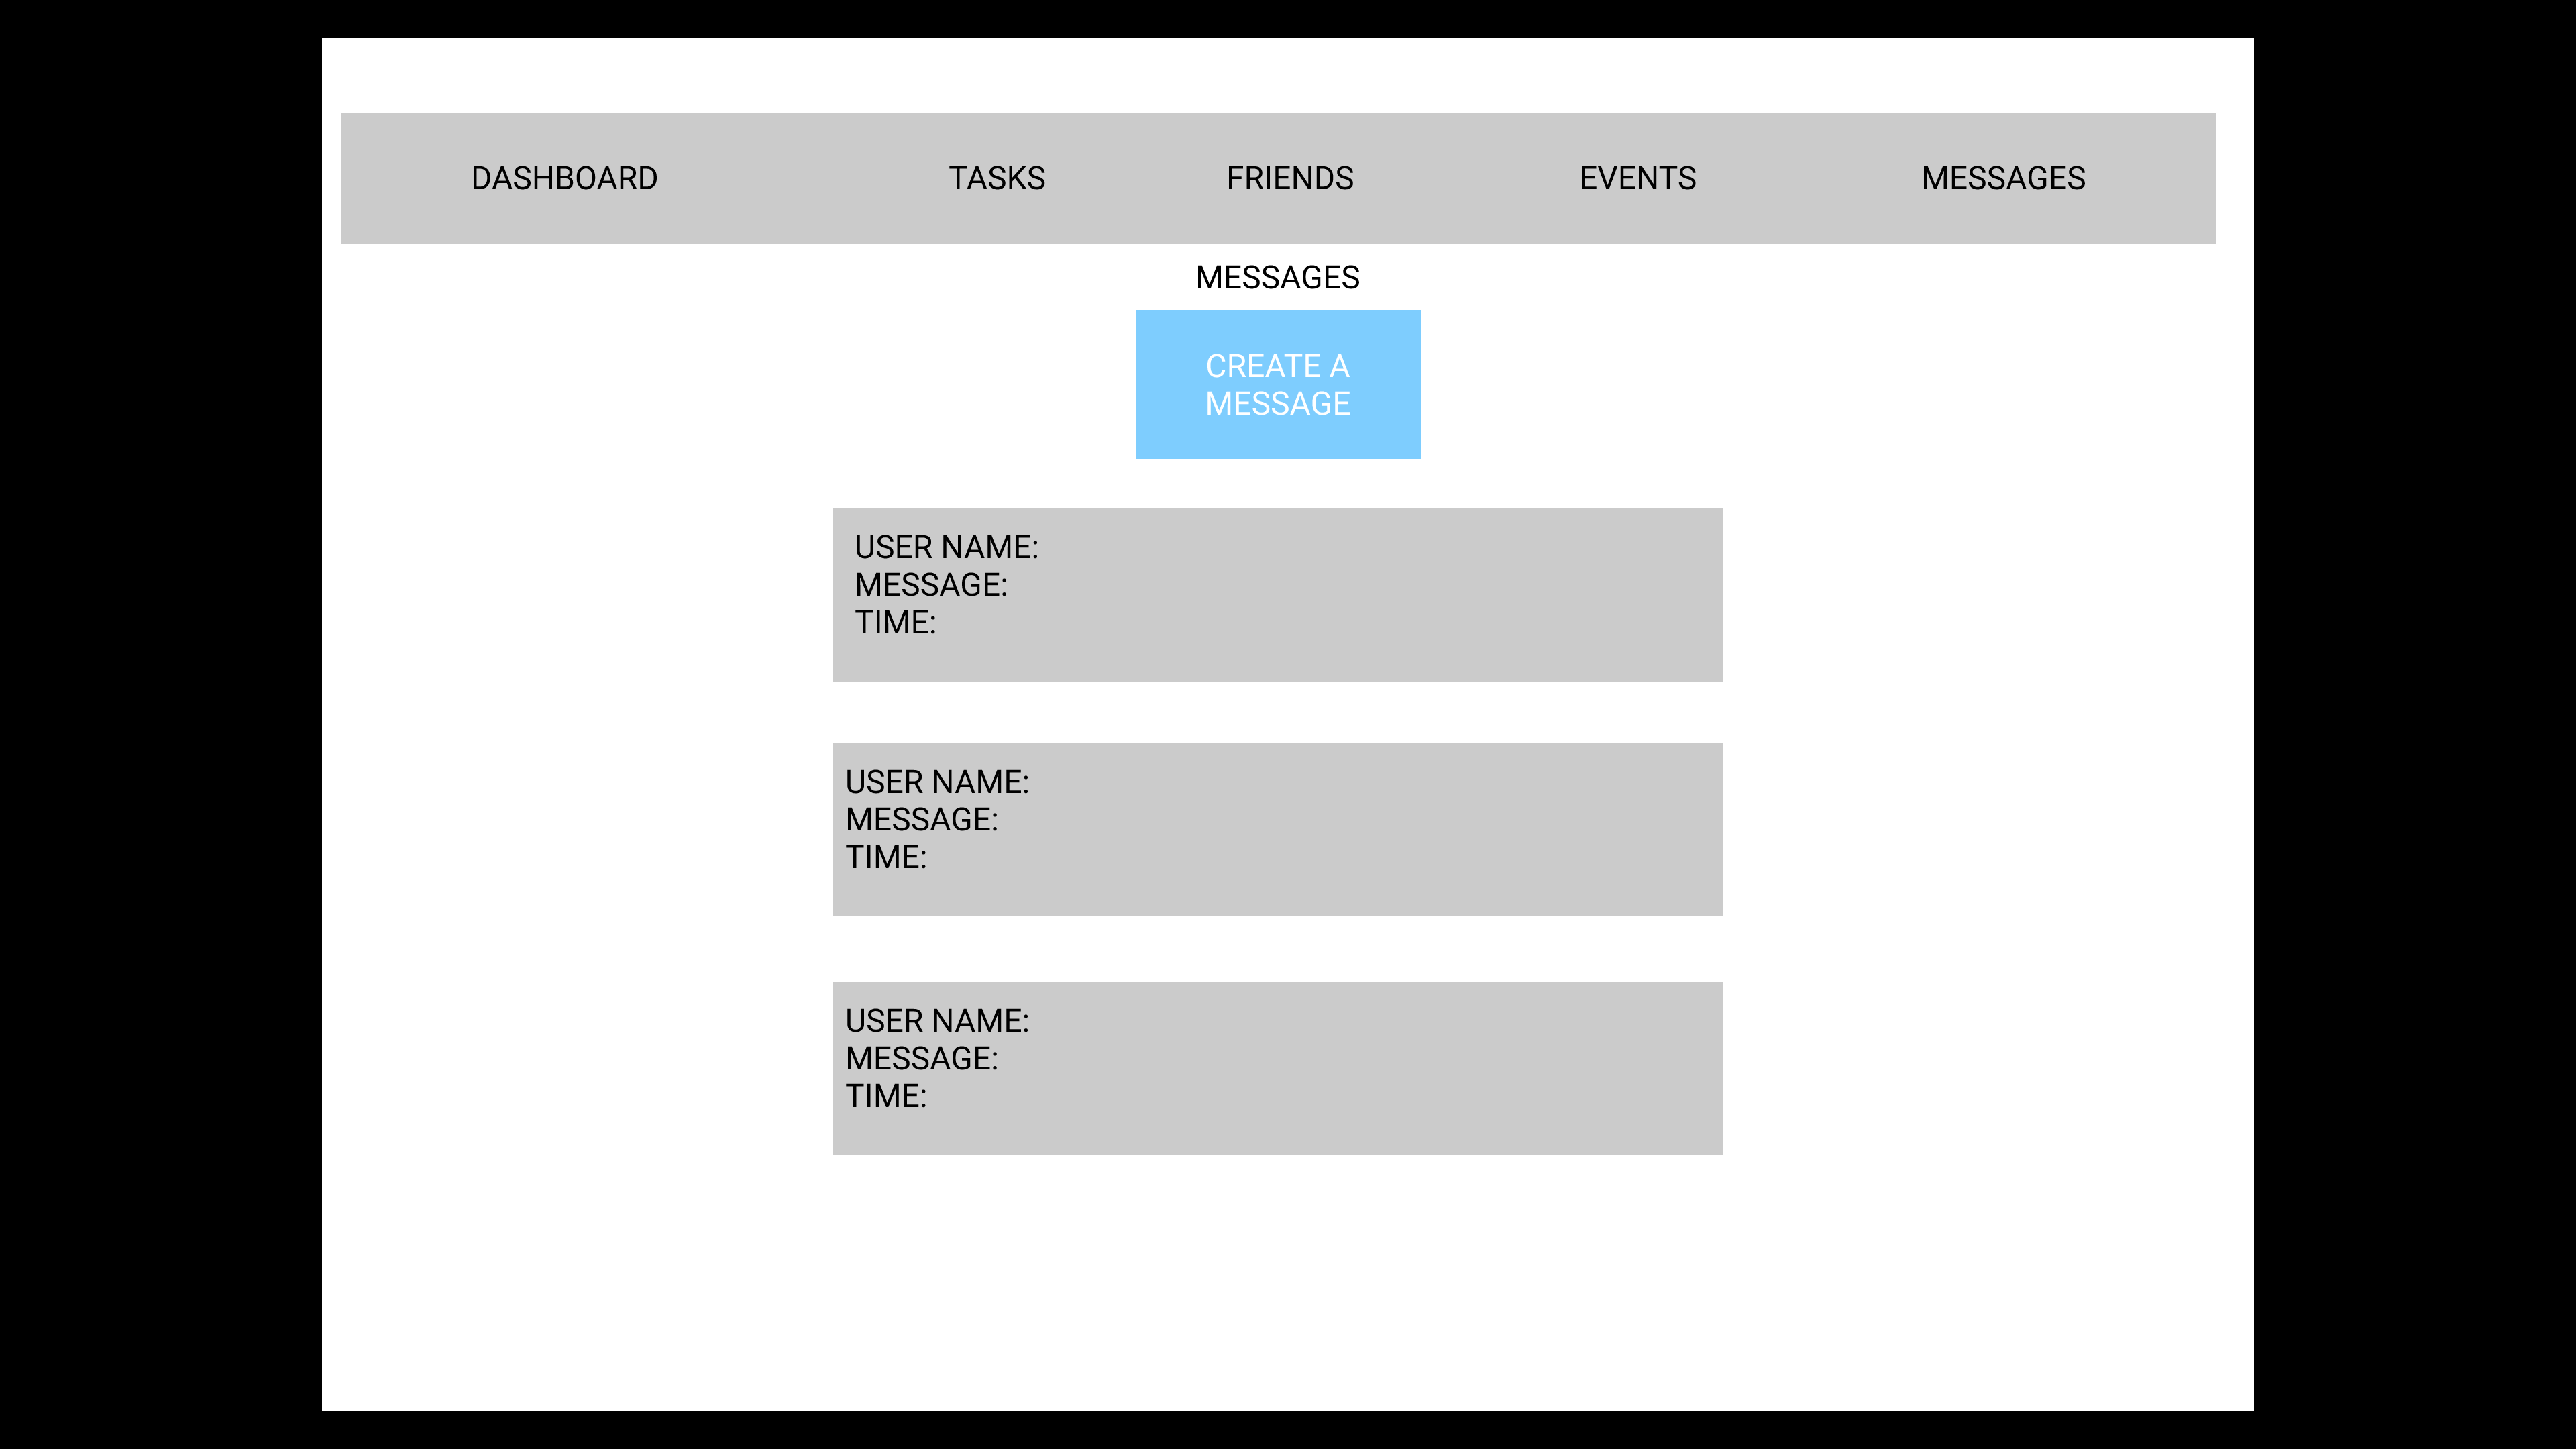 DASHBOARD TASKS FRIENDS EVENTS MESSAGES
MESSAGES
CREATE A
MESSAGE
USER NAME:
MESSAGE:
TIME:
USER NAME:
MESSAGE:
TIME:
USER NAME:
MESSAGE:
TIME: